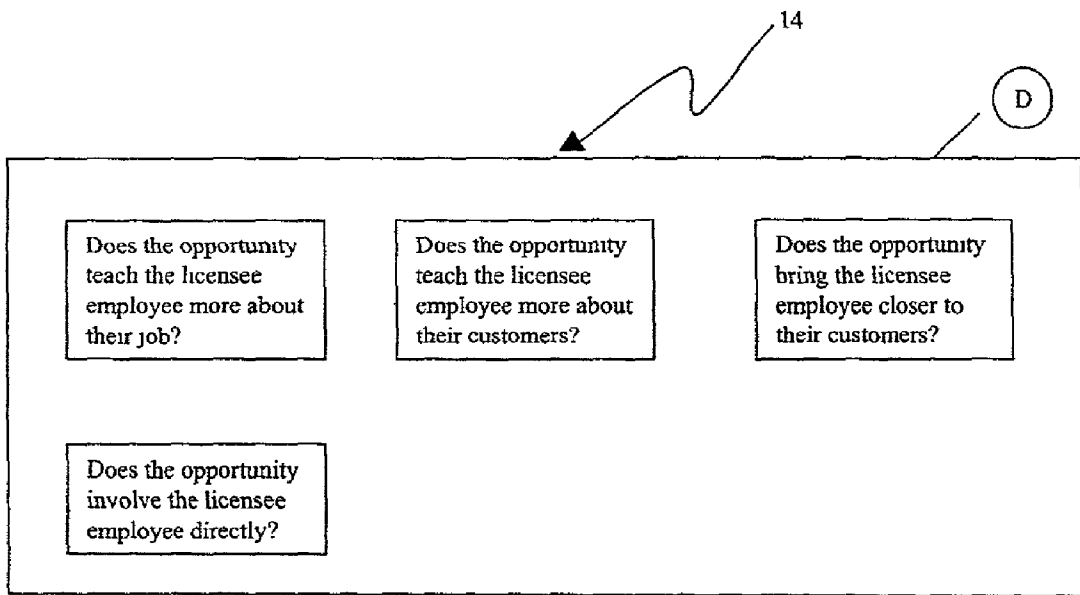 14
D
Does the opportunity
teach the licensee
employee more about
their job?
Does the opportunity
teach the licensee
employee more about
their customers?
Does the opportunity
bring the licensee
employee closer to
their customers?
Does the opportunity
involve the licensee
employee directly?